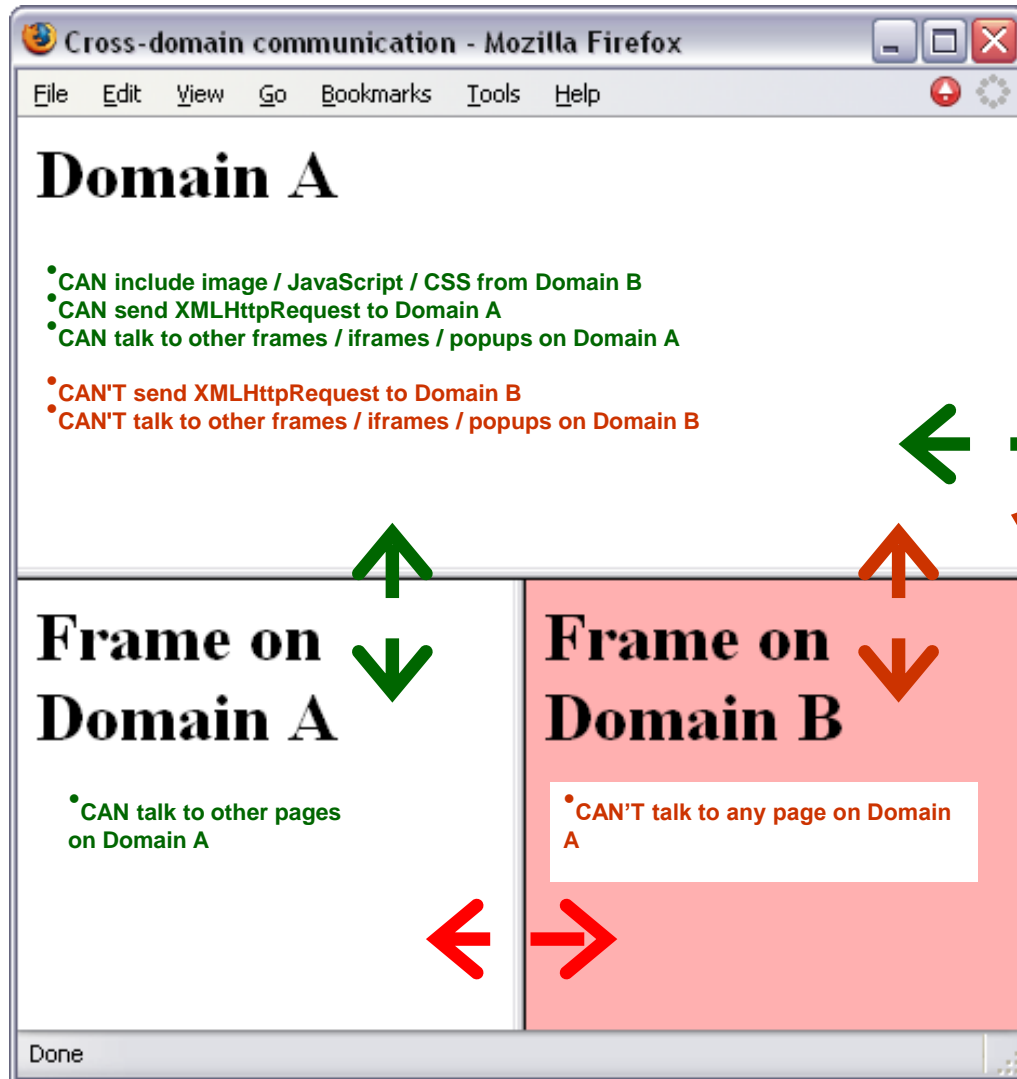 Cross-domain communication - Mozilla Firefox
File Edit View Go Bookmarks Tools Help
Domain A
•CAN include image / JavaScript / CSS from Domain B
•CAN send XMLHttpRequest to Domain A
•CAN talk to other frames / iframes / popups on Domain A
•CAN'T send XMLHttpRequest to Domain B
•CAN'T talk to other frames / iframes / popups on Domain B
Frame on
Domain A
•CAN talk to other pages
on Domain A
Frame on
Domain B
•CAN’T talk to any page on Domain
A
Done